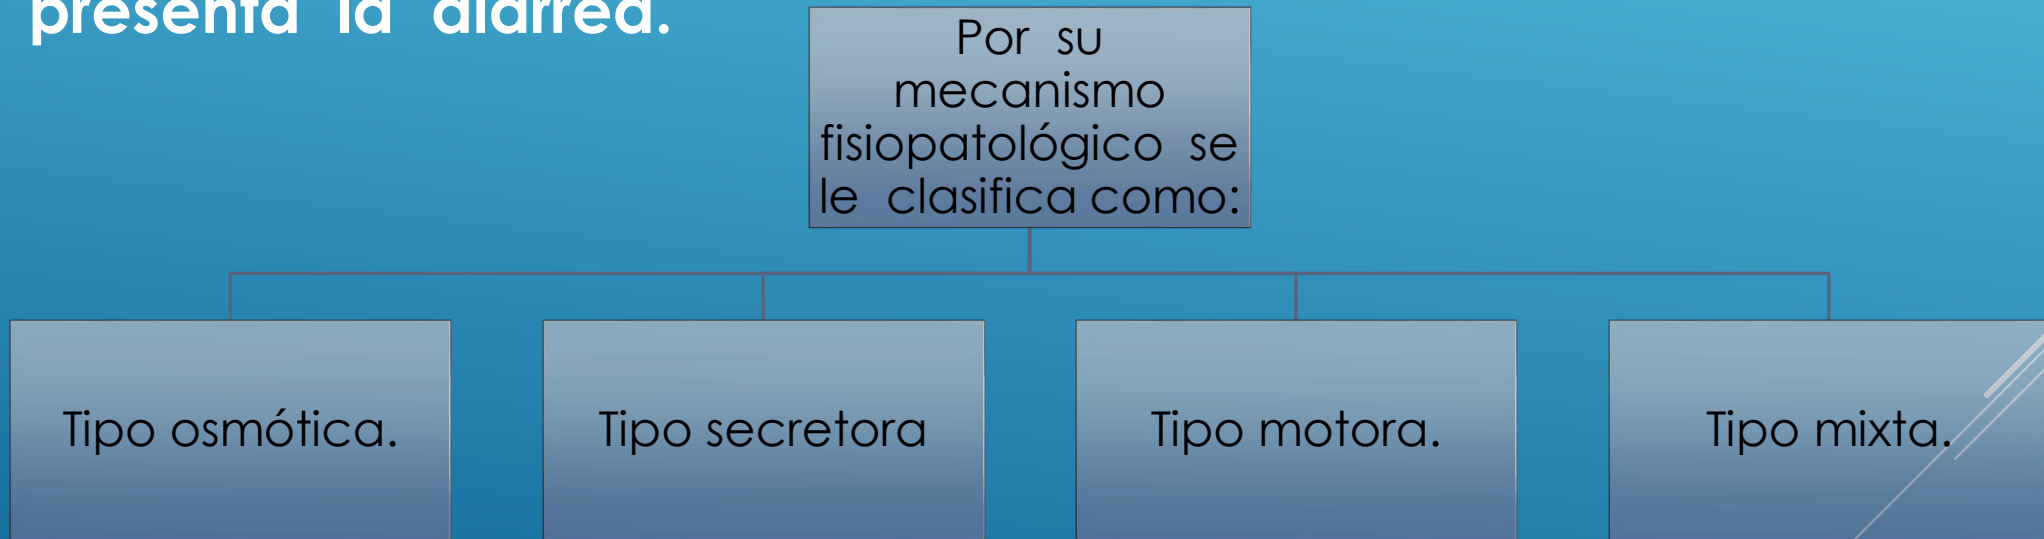 presenta la diarrea.
Por su
mecanismo
fisiopatológico se
le clasifica como:
Tipo osmótica.
Tipo secretora
Tipo motora.
Tipo mixta.